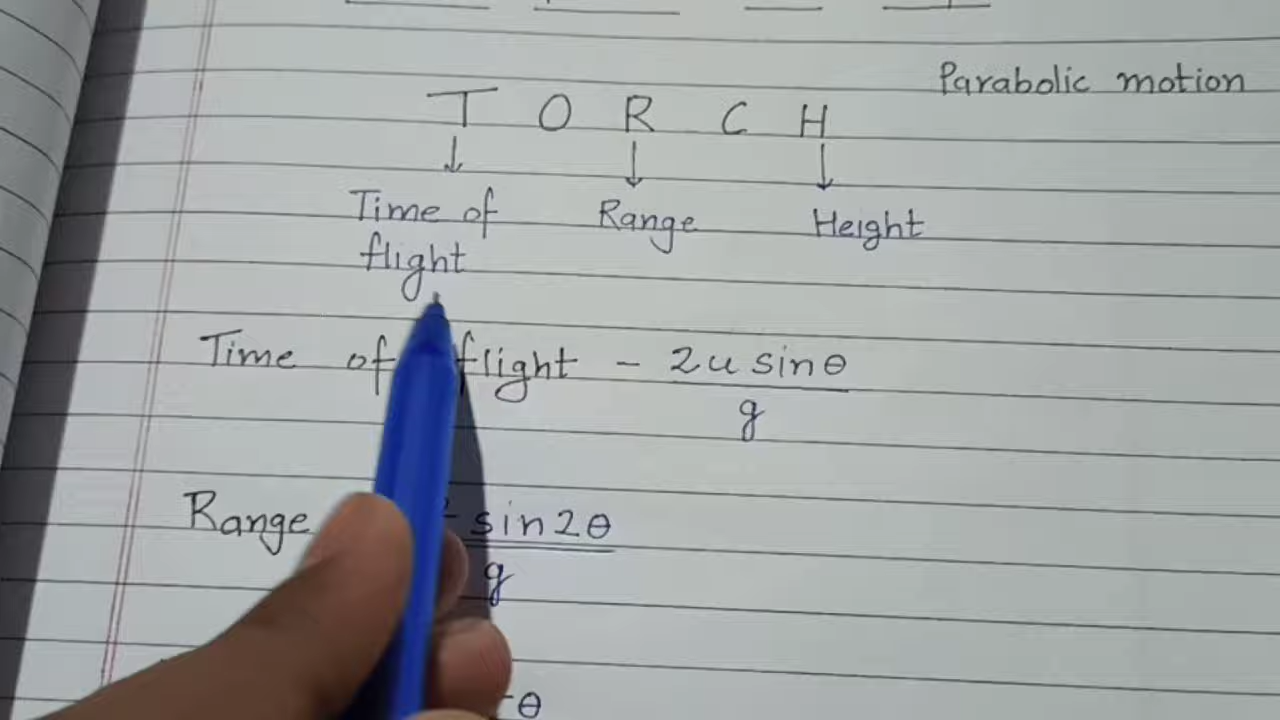 Parabolic motion
T O R C H
↓ ↓ ↓
Time of Range Height
flight
Time of flight - 2u sinθ
g
Range sin2θ
g
θ